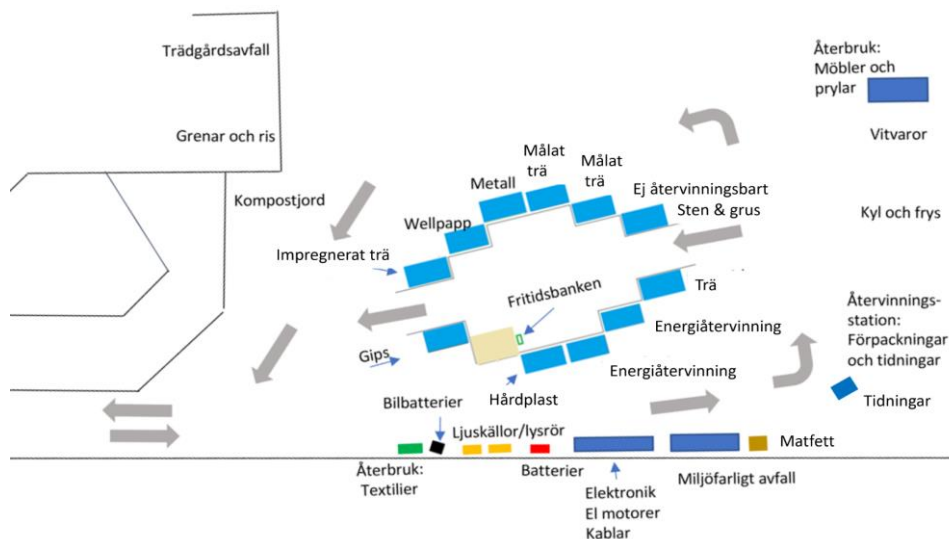 Trädgårdsavfall
Grenar och ris
Kompostjord
Impregnerat trä
Wellpapp
Metall
Målat
trä
Målat
trä
Ej återvinningsbart
Sten & grus
Återbruk:
Möbler och
prylar
Vitvaror
Kyl och frys
Återvinnings-
station:
Förpackningar
och tidningar
Tidningar
Trä
Energiåtervinning
Energiåtervinning
Fritidsbanken
Gips
Hårdplast
Bilbatterier
Ljuskällor/lysrör
Återbruk:
Textilier
Batterier
Elektronik
El motorer
Kablar
Miljöfarligt avfall
Matfett